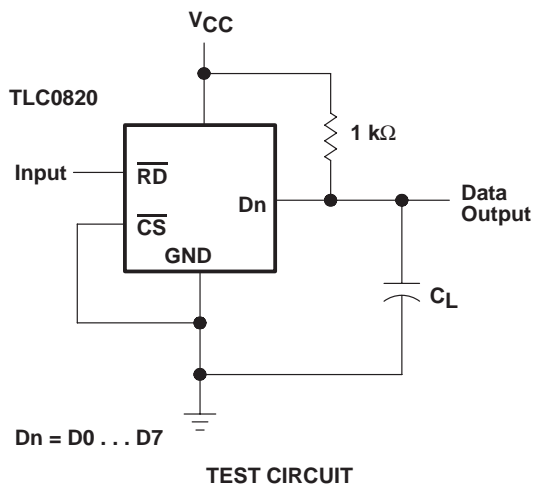 VCC
TLC0820
1 kΩ
Input
RD
Dn
Data
Output
CS
GND
CL
Dn = D0 . . . D7
TEST CIRCUIT